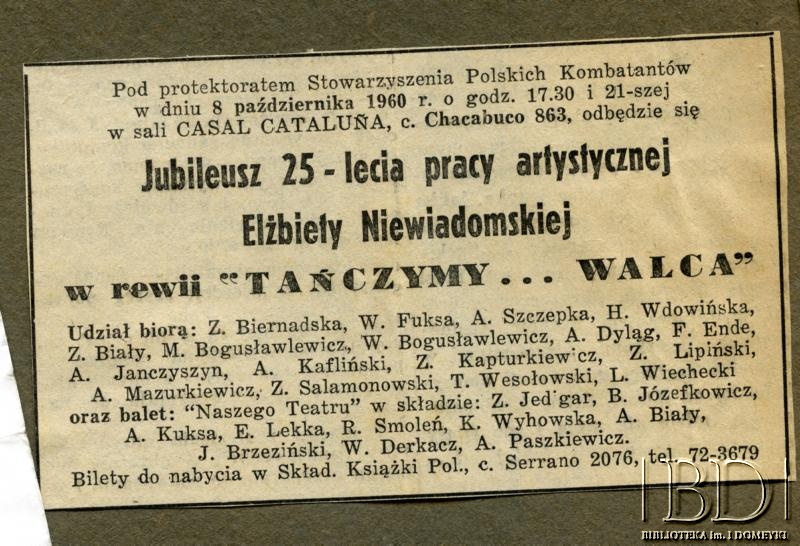 Pod protektoratem Stowarzyszenia Polskich Kombatantów
w dniu 8 października 1960 r. o godz. 17.30 i 21-szej
w sali CASAL CATALUÑA, c. Chacabuco 863, odbędzie się
Jubileusz 25-lecia pracy artystycznej
Elżbiety Niewiadomskiej
w rewii "TAŃCZYMY... WALCA"
Udział biorą: Z. Biernadska, W. Fuksa, A. Szczepka, H. Wdowińska,
Z. Biały, M. Bogusławlewicz, W. Bogusławlewicz, A. Dyląg, F. Ende,
A. Janczyszyn, A. Kafliński, Z. Kapturkiewicz, Z. Lipiński,
A. Mazurkiewicz, Z. Salamonowski, T. Wesołowski, L. Wiechecki
oraz balet: "Naszego Teatru" w składzie: Z. Jed'gar, B. Józefkowicz,
A. Kuksa, E. Lekka, R. Smoleń, K. Wyhowska, A. Biały,
J. Brzeziński, W. Derkacz, A. Paszkiewicz.
Bilety do nabycia w Skład. Książki Pol., c. Serrano 2076, tel. 72-3679
BD
BIBLIOTEKA im. I DOMEYKI